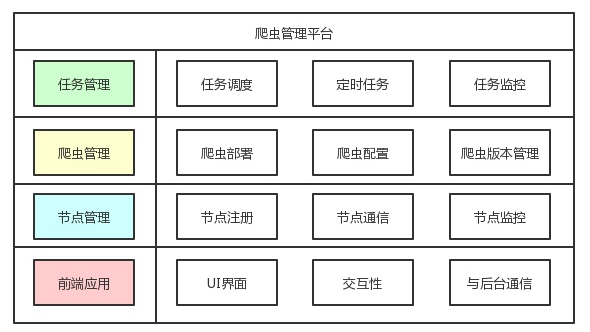 爬虫管理平台
任务管理 任务调度 定时任务 任务监控
爬虫管理 爬虫部署 爬虫配置 爬虫版本管理
节点管理 节点注册 节点通信 节点监控
前端应用 UI界面 交互性 与后台通信